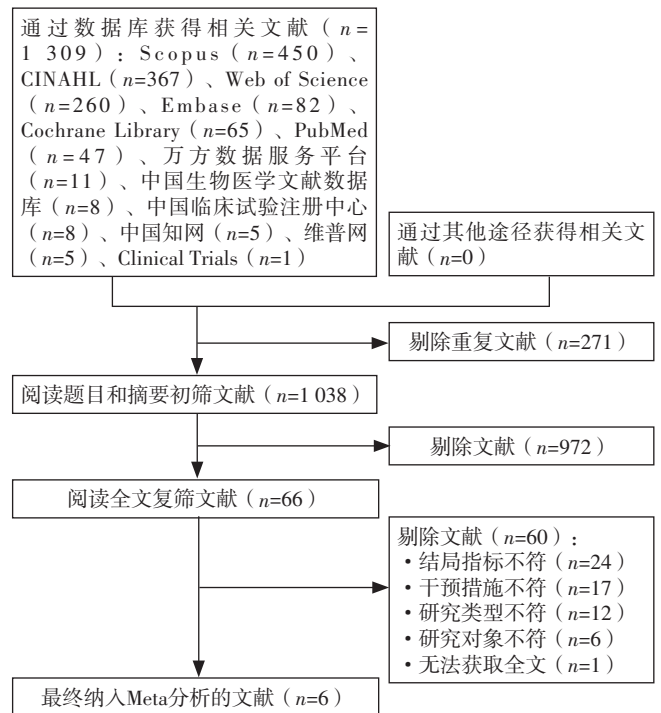 通过数据库获得相关文献（n=
1 309）：Scopus（n=450）、
CINAHL（n=367）、Web of Science
（n=260）、Embase（n=82）、
Cochrane Library（n=65）、PubMed
（n=47）、万方数据服务平台
（n=11）、中国生物医学文献数据
库（n=8）、中国临床试验注册中心
（n=8）、中国知网（n=5）、维普网
（n=5）、Clinical Trials（n=1）
通过其他途径获得相关文
献（n=0）
剔除重复文献（n=271）
阅读题目和摘要初筛文献（n=1 038）
剔除文献（n=972）
阅读全文复筛文献（n=66）
剔除文献（n=60）：
·结局指标不符（n=24）
·干预措施不符（n=17）
·研究类型不符（n=12）
·研究对象不符（n=6）
·无法获取全文（n=1）
最终纳入Meta分析的文献（n=6）